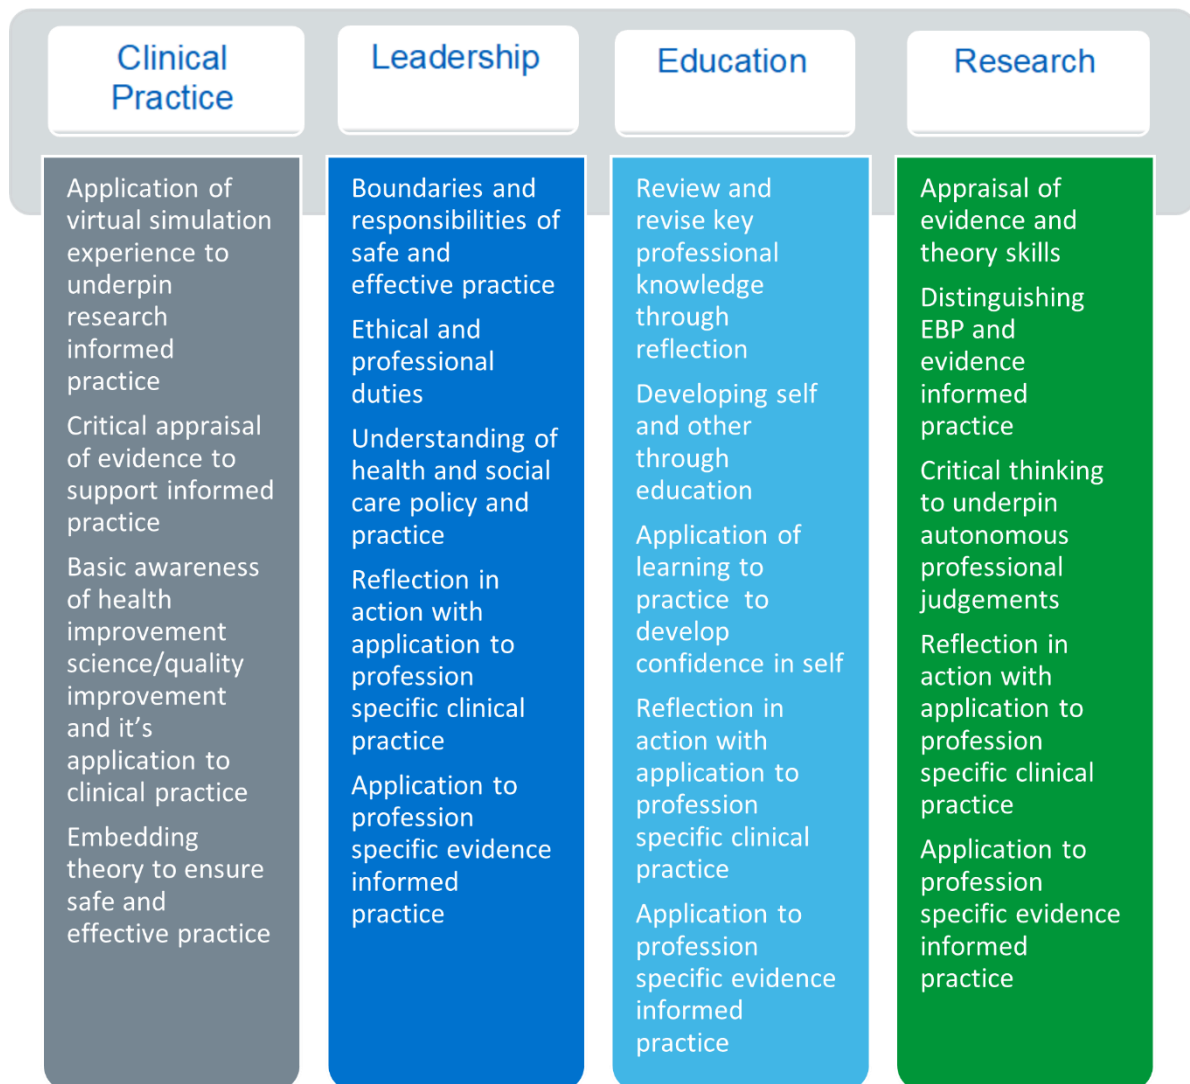 Clinical
Practice
Leadership
Education
Research
Application of
virtual simulation
experience to
underpin
research
informed
practice
Critical appraisal
of evidence to
support informed
practice
Basic awareness
of health
improvement
science/quality
improvement
and it’s
application to
clinical practice
Embedding
theory to ensure
safe and
effective practice
Boundaries and
responsibilities of
safe and
effective practice
Ethical and
professional
duties
Understanding of
health and social
care policy and
practice
Reflection in
action with
application to
profession
specific clinical
practice
Application to
profession
specific evidence
informed
practice
Review and
revise key
professional
knowledge
through
reflection
Developing self
and other
through
education
Application of
learning to
practice  to
develop
confidence in self
Reflection in
action with
application to
profession
specific clinical
practice
Application to
profession
specific evidence
informed
practice
Appraisal of
evidence and
theory skills
Distinguishing
EBP and
evidence
informed
practice
Critical thinking
to underpin
autonomous
professional
judgements
Reflection in
action with
application to
profession
specific clinical
practice
Application to
profession
specific evidence
informed
practice